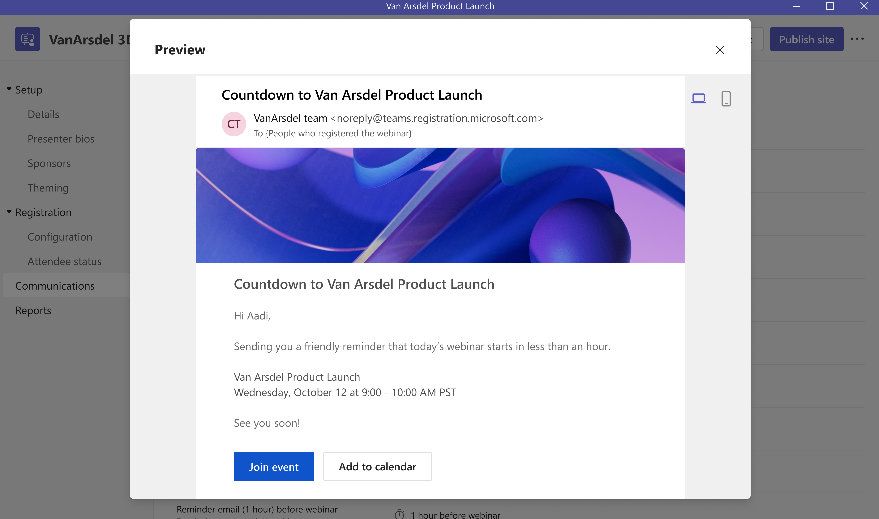 Van Arsdel Product Launch
VanArsdel 3D
Publish site
Preview
Setup
Details
Presenter bios
Sponsors
Theming
Registration
Configuration
Attendee status
Communications
Reports
Countdown to Van Arsdel Product Launch
CT
VanArsdel team <noreply@teams.registration.microsoft.com>
To {People who registered the webinar}
Countdown to Van Arsdel Product Launch
Hi Aadi,
Sending you a friendly reminder that today's webinar starts in less than an hour.
Van Arsdel Product Launch
Wednesday, October 12 at 9:00 - 10:00 AM PST
See you soon!
Join event
Add to calendar
Reminder email (1 hour) before webinar
1 hour before webinar